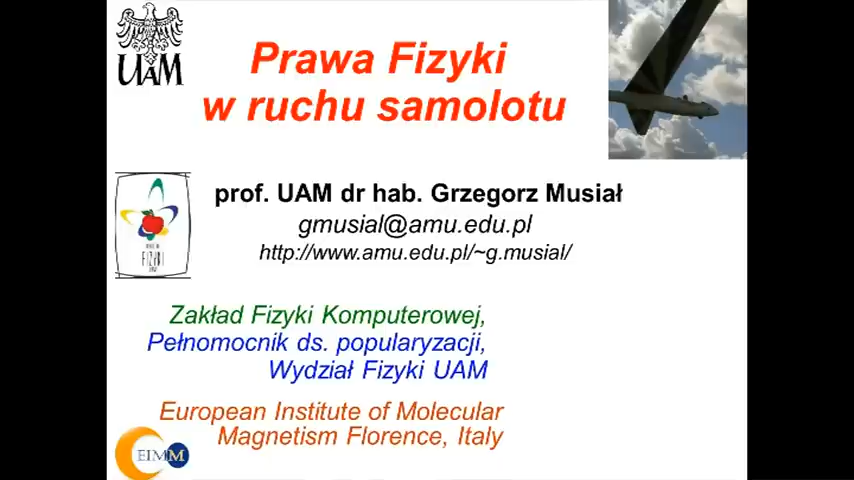 UAM
Prawa Fizyki
w ruchu samolotu
prof. UAM dr hab. Grzegorz Musiał
gmusial@amu.edu.pl
http://www.amu.edu.pl/~g.musial/
FIZYKI
Zakład Fizyki Komputerowej,
Pełnomocnik ds. popularyzacji,
Wydział Fizyki UAM
European Institute of Molecular
Magnetism Florence, Italy
EIMM